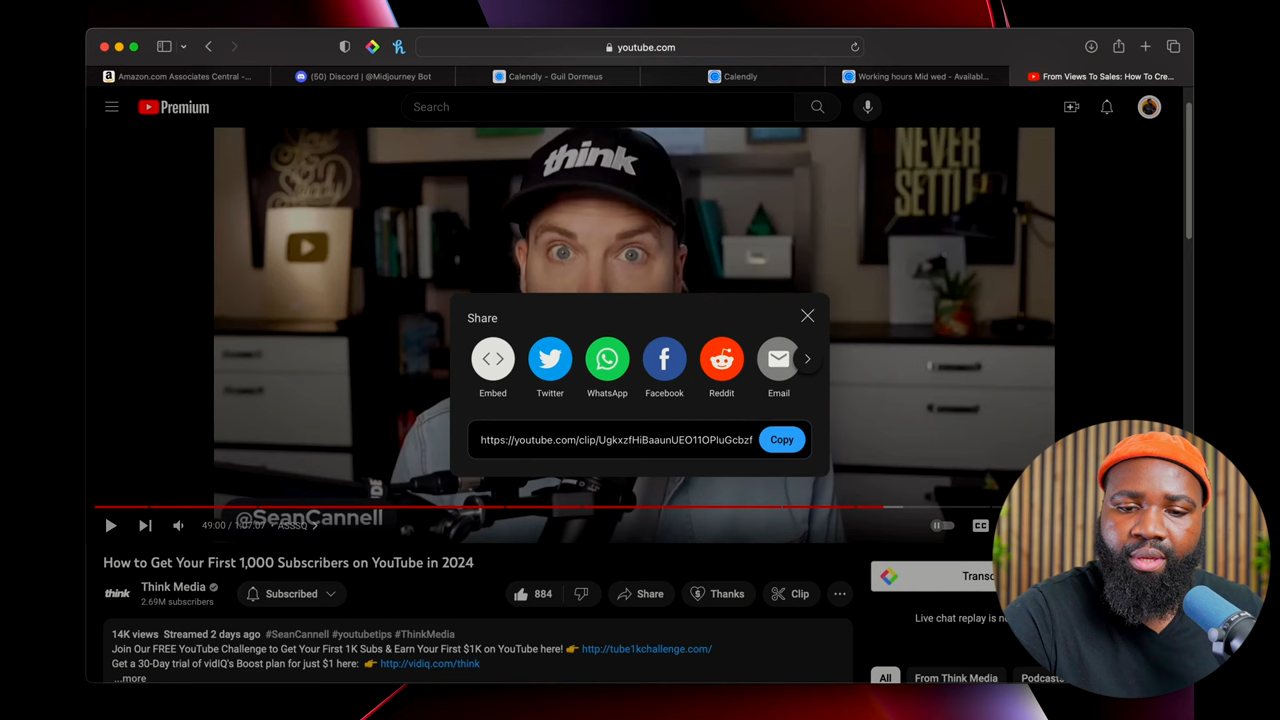 youtube.com
Amazon.com Associates Central -...
(50) Discord | @Midjourney Bot
Calendly - Guil Dormeus
Calendly
Working hours Mid wed - Availabl...
From Views To Sales: How To Cre...
Premium
Search
think
NEVER
SETTLE
Share
Embed
Twitter
WhatsApp
Facebook
Reddit
Email
https://youtube.com/clip/UgkxzfHiBaaunUEO11OPIuGcbzf
Copy
@SeanCannell
49:00
CC
How to Get Your First 1,000 Subscribers on YouTube in 2024
think
Think Media
2.69M subscribers
Subscribed
884
Share
Thanks
Clip
Transc
Live chat replay is n
14K views Streamed 2 days ago #SeanCannell #youtubetips #ThinkMedia
Join Our FREE YouTube Challenge to Get Your First 1K Subs & Earn Your First $1K on YouTube here! 👉 http://tube1kchallenge.com/
Get a 30-Day trial of vidIQ's Boost plan for just $1 here: 👉 http://vidiq.com/think
...more
All
From Think Media
Podcasts